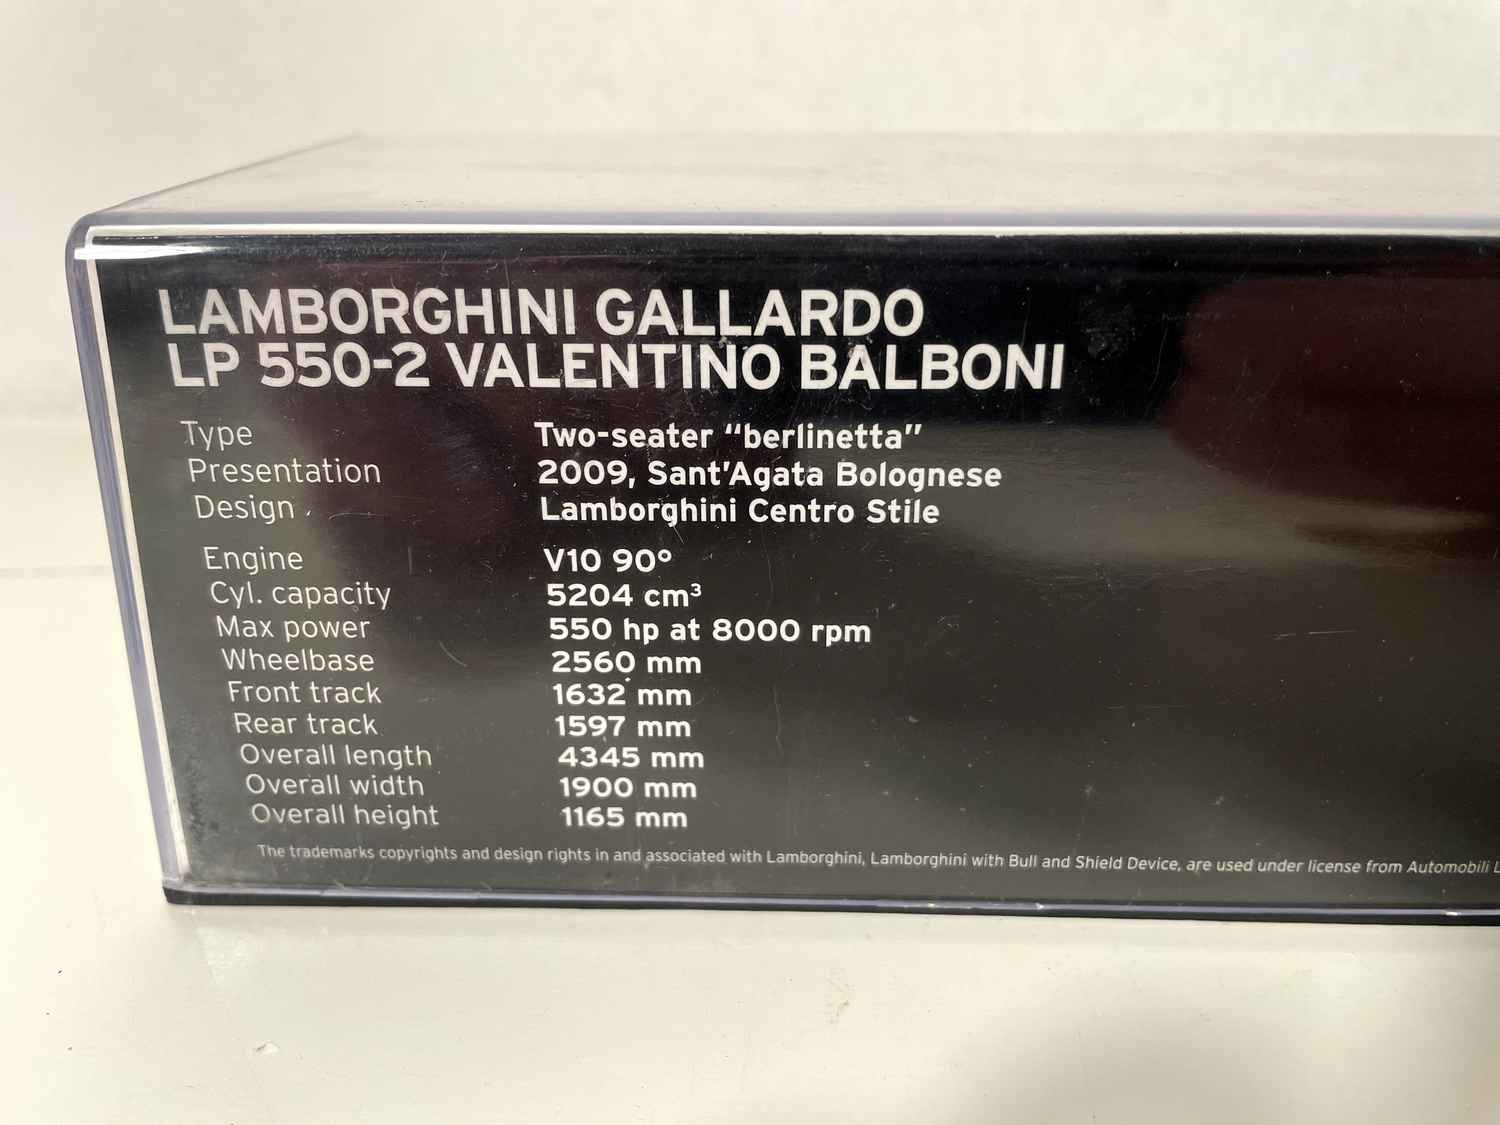 LAMBORGHINI GALLARDO
LP 550-2 VALENTINO BALBONI
Type Two-seater “berlinetta”
Presentation 2009, Sant'Agata Bolognese
Design Lamborghini Centro Stile
Engine V10 90°
Cyl. capacity 5204 cm³
Max power 550 hp at 8000 rpm
Wheelbase 2560 mm
Front track 1632 mm
Rear track 1597 mm
Overall length 4345 mm
Overall width 1900 mm
Overall height 1165 mm
The trademarks copyrights and design rights in and associated with Lamborghini, Lamborghini with Bull and Shield Device, are used under license from Automobili